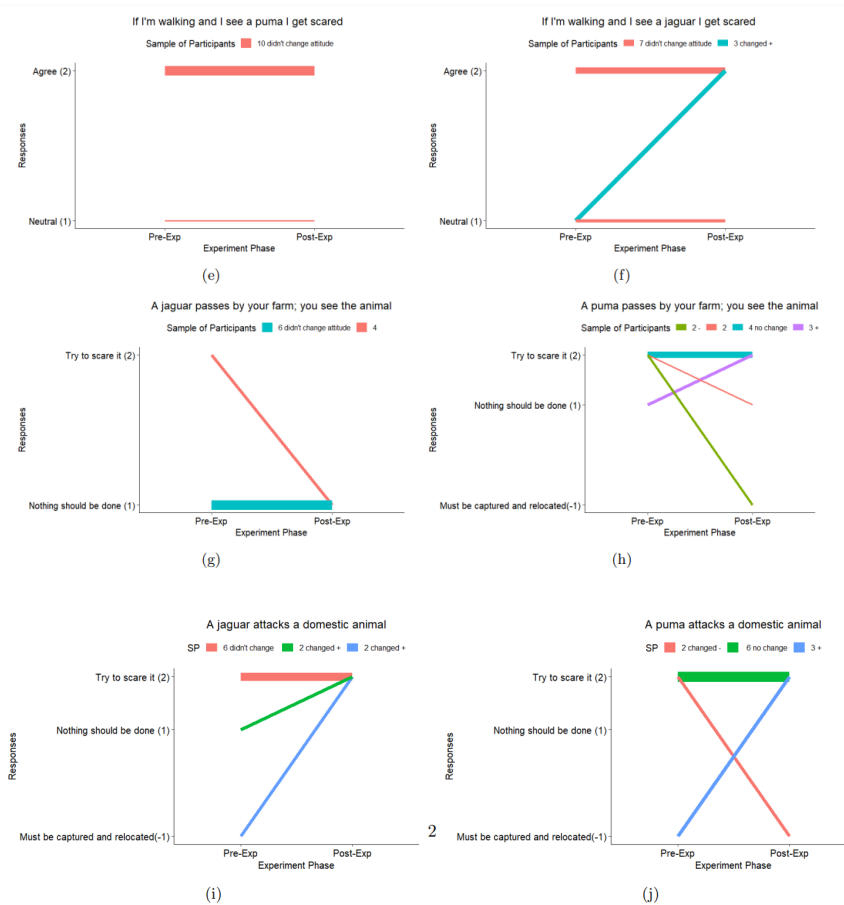 If I'm walking and I see a puma I get scared
Sample of Participants 10 didn't change attitude
Agree (2)
Responses
Neutral (1)
Pre-Exp Post-Exp
Experiment Phase
(e)
If I'm walking and I see a jaguar I get scared
Sample of Participants 7 didn't change attitude 3 changed +
Agree (2)
Responses
Neutral (1)
Pre-Exp Post-Exp
Experiment Phase
(f)
A jaguar passes by your farm; you see the animal
Sample of Participants 6 didn't change attitude 4
Try to scare it (2)
Responses
Nothing should be done (1)
Pre-Exp Post-Exp
Experiment Phase
(g)
A puma passes by your farm; you see the animal
Sample of Participants 2 - 2 4 no change 3 +
Try to scare it (2)
Nothing should be done (1)
Responses
Must be captured and relocated(-1)
Pre-Exp Post-Exp
Experiment Phase
(h)
A jaguar attacks a domestic animal
SP 6 didn't change 2 changed + 2 changed +
Try to scare it (2)
Nothing should be done (1)
Responses
Must be captured and relocated(-1)
Pre-Exp Post-Exp
Experiment Phase
(i)
A puma attacks a domestic animal
SP 2 changed - 6 no change 3 +
Try to scare it (2)
Nothing should be done (1)
Responses
Must be captured and relocated(-1)
Pre-Exp Post-Exp
Experiment Phase
(j)
2